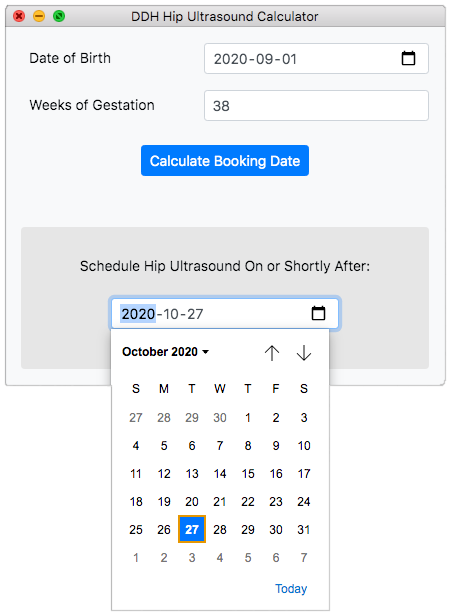 DDH Hip Ultrasound Calculator
Date of Birth 2020-09-01
Weeks of Gestation 38
Calculate Booking Date
Schedule Hip Ultrasound On or Shortly After:
2020-10-27
October 2020
S M T W T F S
27 28 29 30 1 2 3
4 5 6 7 8 9 10
11 12 13 14 15 16 17
18 19 20 21 22 23 24
25 26 27 28 29 30 31
1 2 3 4 5 6 7
Today